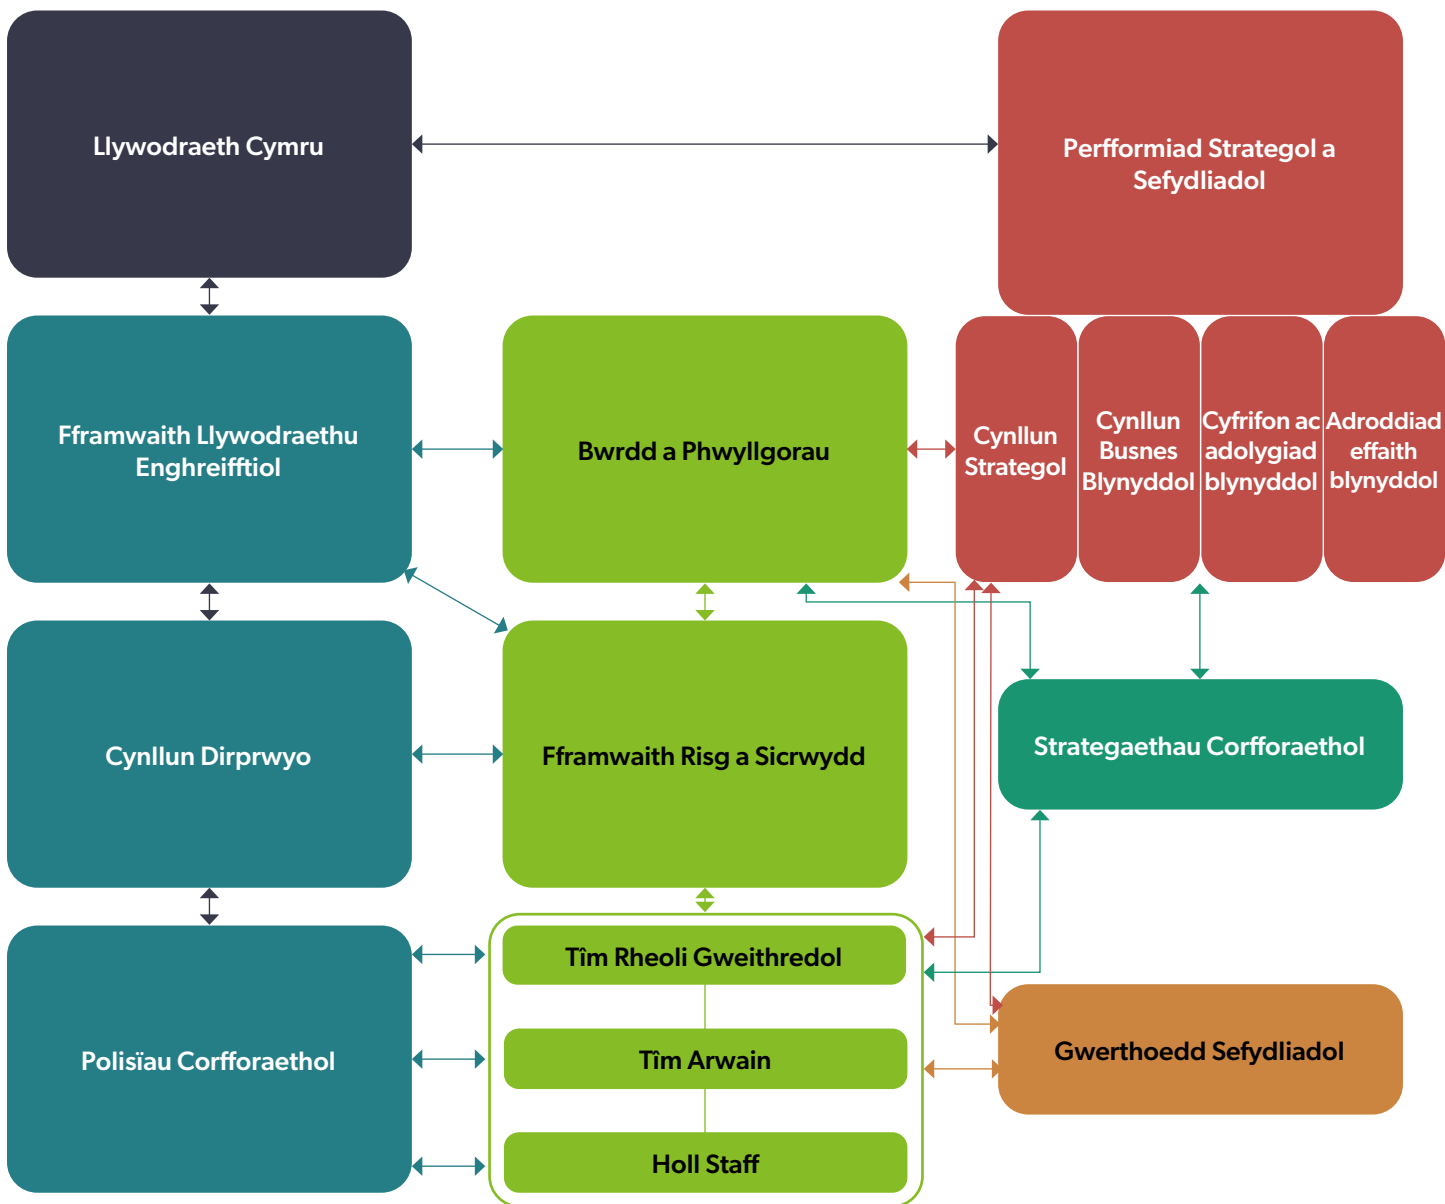 Llywodraeth Cymru
Perfformiad Strategol a
Sefydliadol
Fframwaith Llywodraethu
Enghreifftiol
Bwrdd a Phwyllgorau
Cynllun
Strategol
Cynllun
Busnes
Blynyddol
Cyfrifon ac
adolygiad
blynyddol
Adroddiad
effaith
blynyddol
Cynllun Dirprwyo
Fframwaith Risg a Sicrwydd
Strategaethau Corfforaethol
Polisïau Corfforaethol
Tîm Rheoli Gweithredol
Tîm Arwain
Holl Staff
Gwerthoedd Sefydliadol